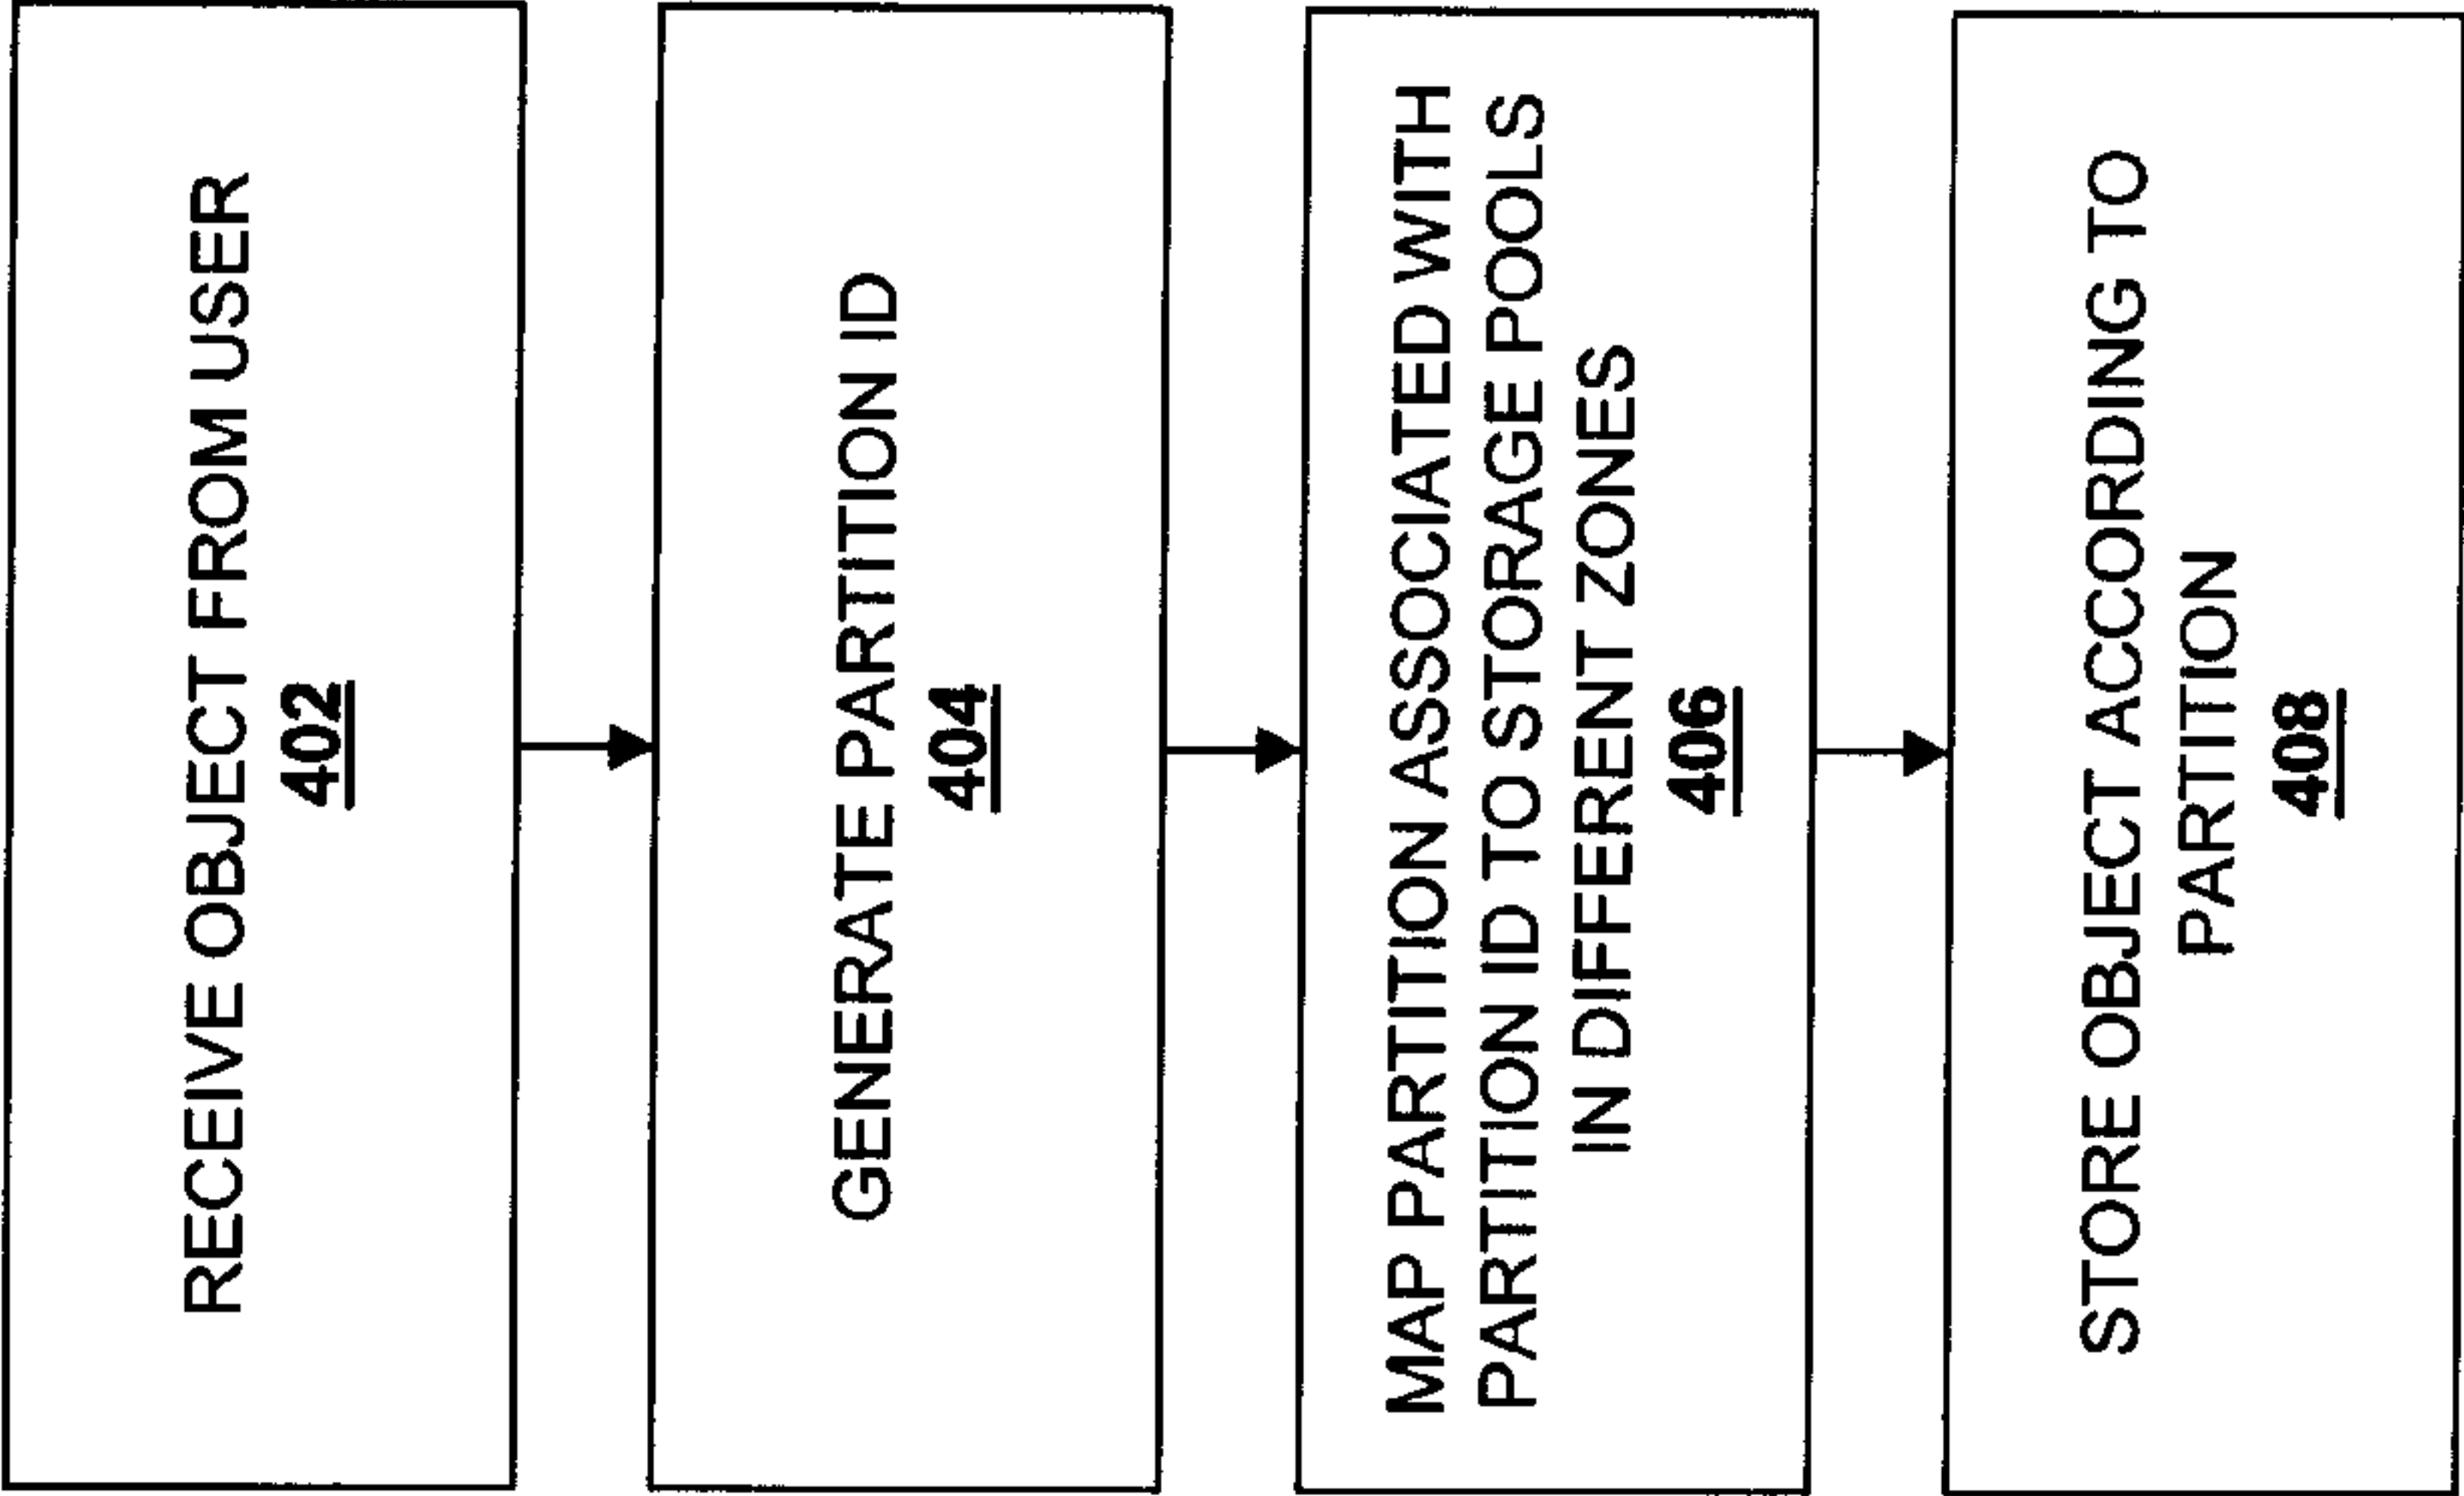 RECEIVE OBJECT FROM USER
402
GENERATE PARTITION ID
404
MAP PARTITION ASSOCIATED WITH
PARTITION ID TO STORAGE POOLS
IN DIFFERENT ZONES
406
STORE OBJECT ACCORDING TO
PARTITION
408